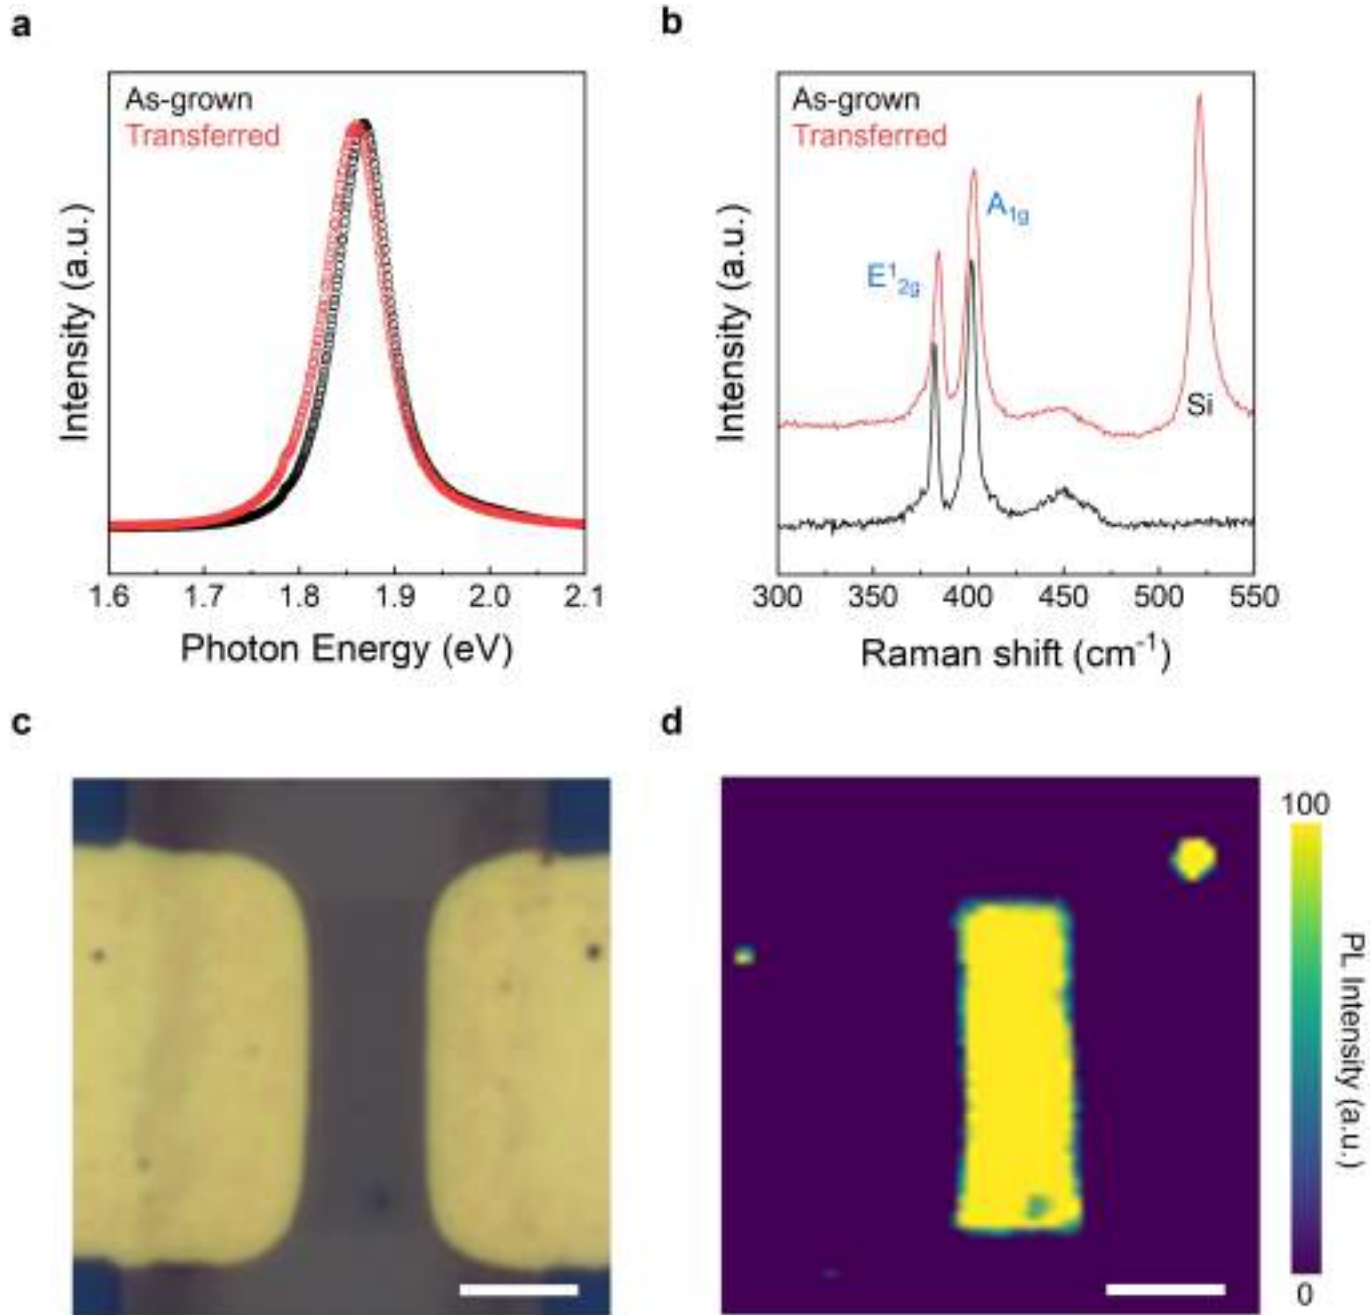 a
As-grown
Transferred
Intensity (a.u.)
1.6 1.7 1.8 1.9 2.0 2.1
Photon Energy (eV)
b
As-grown
Transferred
A1g
E¹2g
Si
Intensity (a.u.)
300 350 400 450 500 550
Raman shift (cm⁻¹)
c
d
100
PL Intensity (a.u.)
0